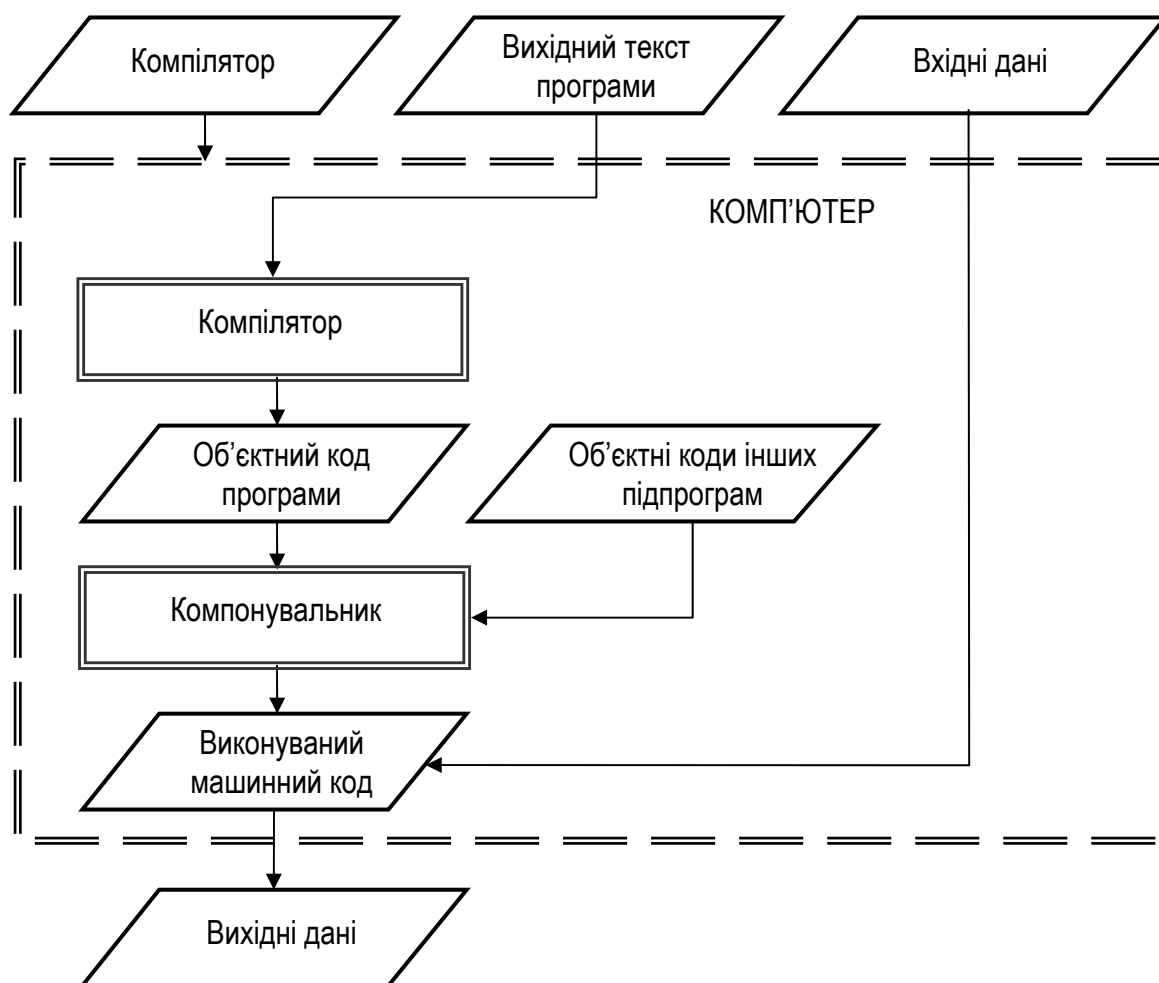 Компілятор
Вихідний текст
програми
Вхідні дані
КОМП’ЮТЕР
Компілятор
Об’єктний код
програми
Об’єктні коди інших
підпрограм
Компонувальник
Виконуваний
машинний код
Вихідні дані